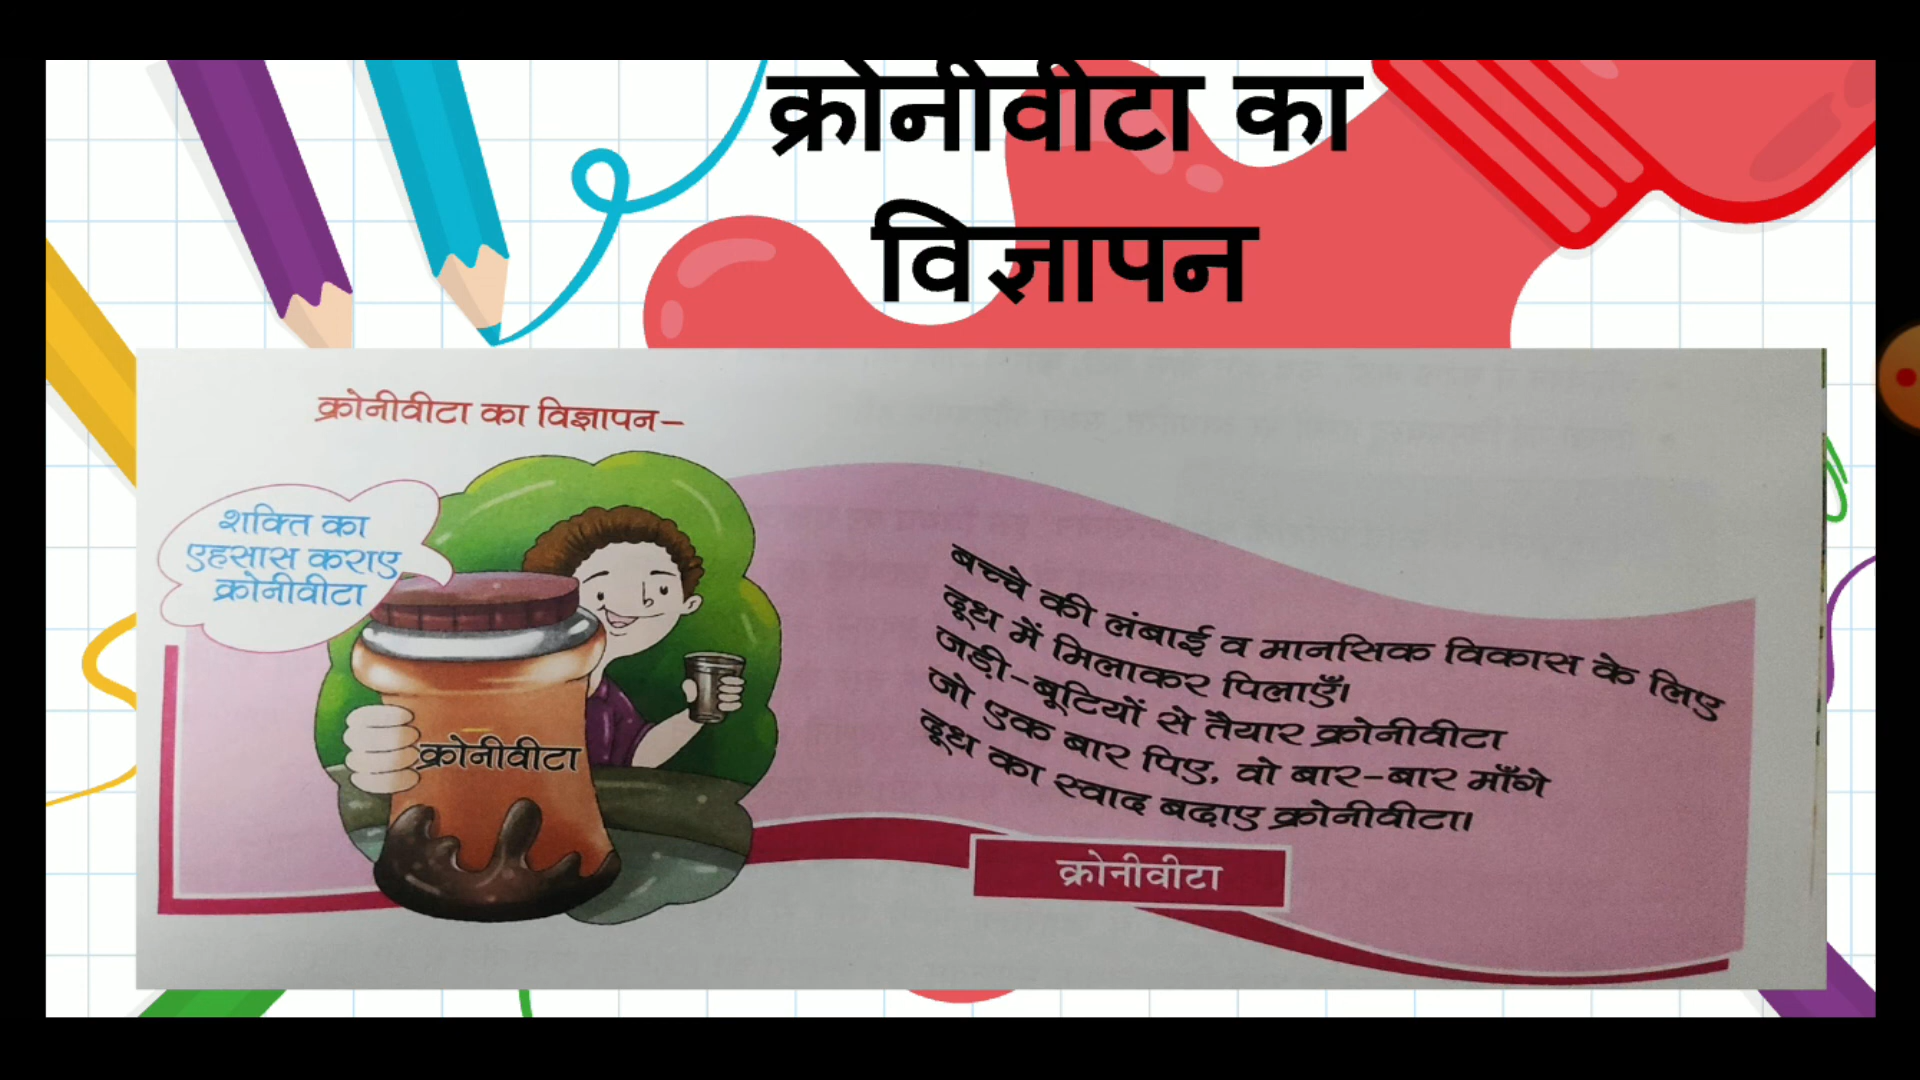 क्रोनीवीटा का
विज्ञापन
क्रोनीवीटा का विज्ञापन–
शक्ति का
एहसास कराए
क्रोनीवीटा
क्रोनीवीटा
बच्चे की लंबाई व मानसिक विकास के लिए
दूध में मिलाकर पिलाएँ।
जड़ी-बूटियों से तैयार क्रोनीवीटा
जो एक बार पिए, वो बार-बार माँगे
दूध का स्वाद बढ़ाए क्रोनीवीटा।
क्रोनीवीटा